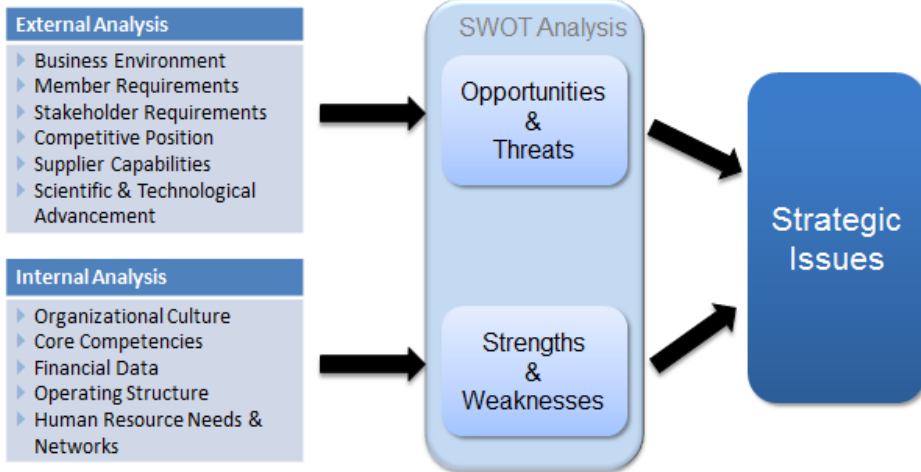 External Analysis
Business Environment
Member Requirements
Stakeholder Requirements
Competitive Position
Supplier Capabilities
Scientific & Technological
Advancement
Internal Analysis
Organizational Culture
Core Competencies
Financial Data
Operating Structure
Human Resource Needs &
Networks
SWOT Analysis
Opportunities
&
Threats
Strengths
&
Weaknesses
Strategic
Issues